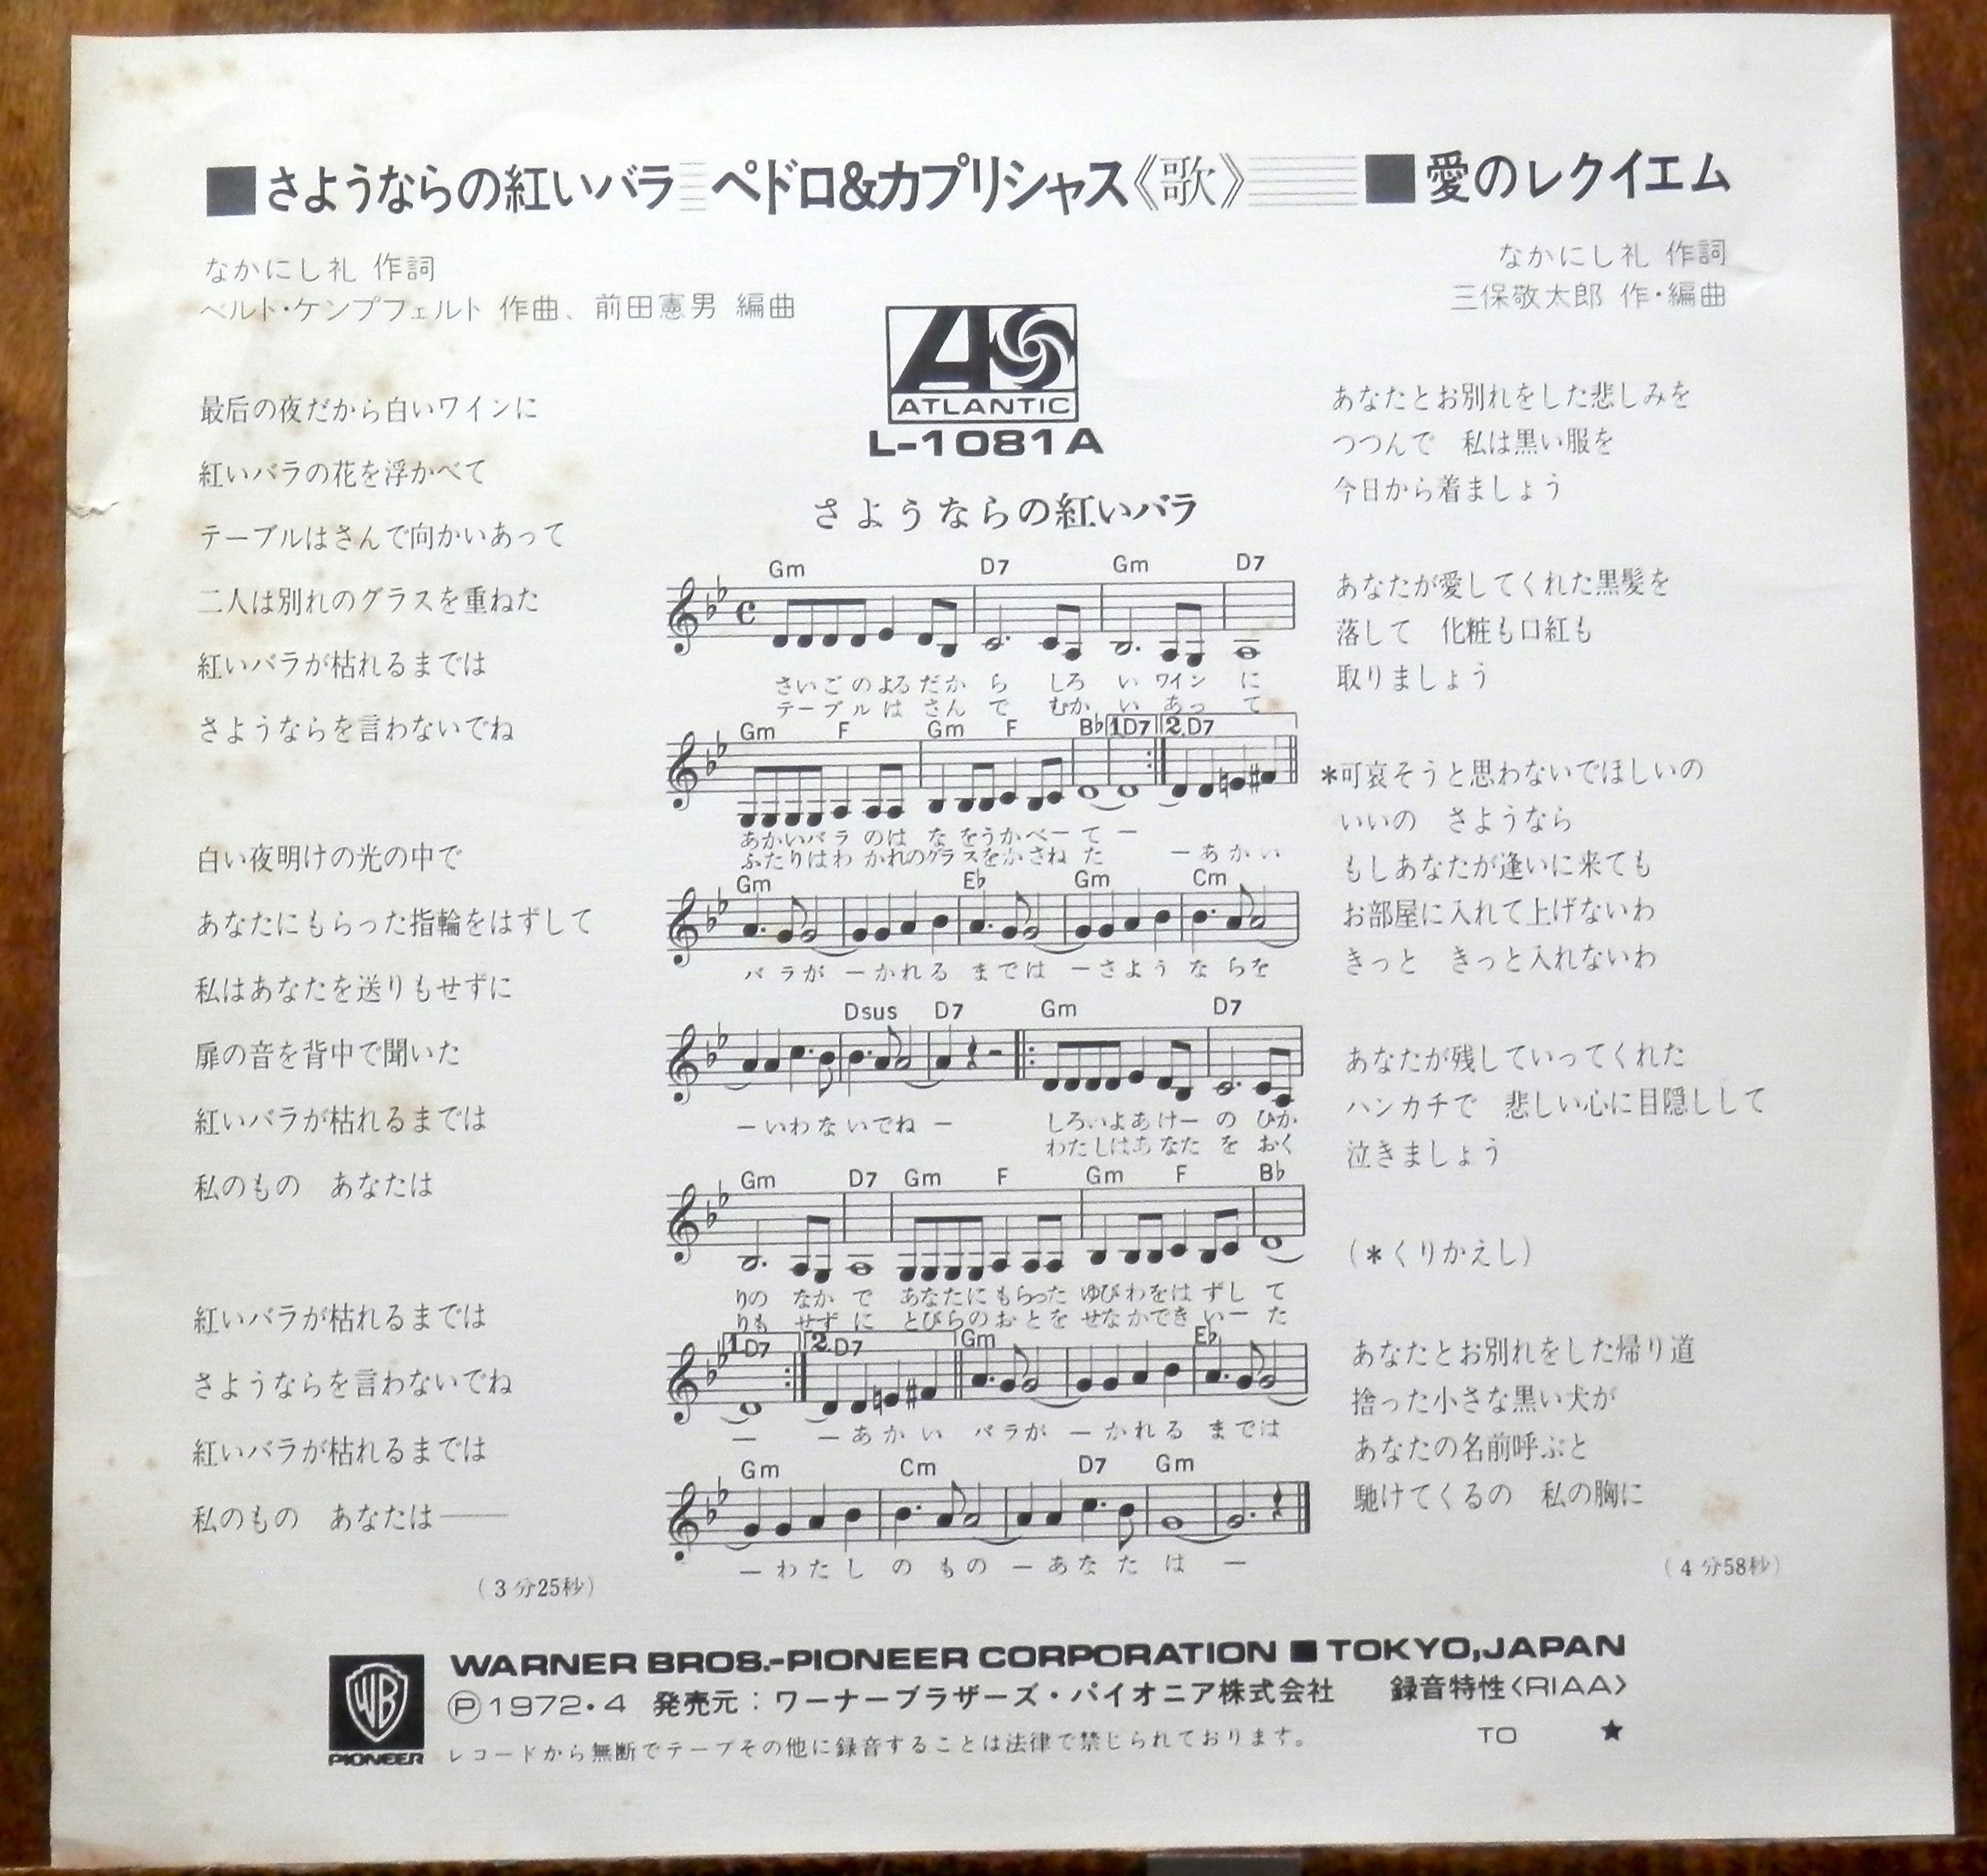 ■さようならの紅いバラ ペドロ&カプリシャス《歌》 ■愛のレクイエム
なかにし礼 作詞
ベルト・ケンプフェルト 作曲、前田憲男 編曲
なかにし礼 作詞
三保敬太郎 作・編曲
最后の夜だから白いワインに
紅いバラの花を浮かべて
テーブルはさんで向かいあって
二人は別れのグラスを重ねた
紅いバラが枯れるまでは
さようならを言わないでね
白い夜明けの光の中で
あなたにもらった指輪をはずして
私はあなたを送りもせずに
扉の音を背中で聞いた
紅いバラが枯れるまでは
私のもの あなたは
紅いバラが枯れるまでは
さようならを言わないでね
紅いバラが枯れるまでは
私のもの あなたは――
(3分25秒)
ATLANTIC
L-1081A
さようならの紅いバラ
Gm D7 Gm D7
さいごのよるだから しろい ワインに
テーブルはさんで むかい あって
Gm F Gm F B♭ 1D7 2.D7
あかいバラのはなをうかべーてー
ふたりはわかれのグラスをかさねた ーあかい
Gm E♭ Gm Cm
バラがーかれるまではーさようならを
Dsus D7 Gm D7
ーいわないでねー しろいよあけーのひか
わたしはあなたをおく
Gm D7 Gm F Gm F B♭
りのなかで あなたにもらったゆびわをはずして
りもせずに とびらのおとをせなかできいーた
1.D7 2.D7 Gm E♭
ー ーあかいバラがーかれるまでは
Gm Cm D7 Gm
ーわたしのものーあなたはー
あなたとお別れをした悲しみを
つつんで 私は黒い服を
今日から着ましょう
あなたが愛してくれた黒髪を
落して 化粧も口紅も
取りましょう
*可哀そうと思わないでほしいの
いいの さようなら
もしあなたが逢いに来ても
お部屋に入れて上げないわ
きっと きっと入れないわ
あなたが残していってくれた
ハンカチで 悲しい心に目隠しして
泣きましょう
(*くりかえし)
あなたとお別れをした帰り道
捨った小さな黒い犬が
あなたの名前呼ぶと
馳けてくるの 私の胸に
(4分58秒)
WB
PIONEER
WARNER BROS.-PIONEER CORPORATION ■ TOKYO,JAPAN
Ⓟ1972・4 発売元：ワーナーブラザーズ・パイオニア株式会社 録音特性〈RIAA〉
レコードから無断でテープその他に録音することは法律で禁じられております。 TO ★